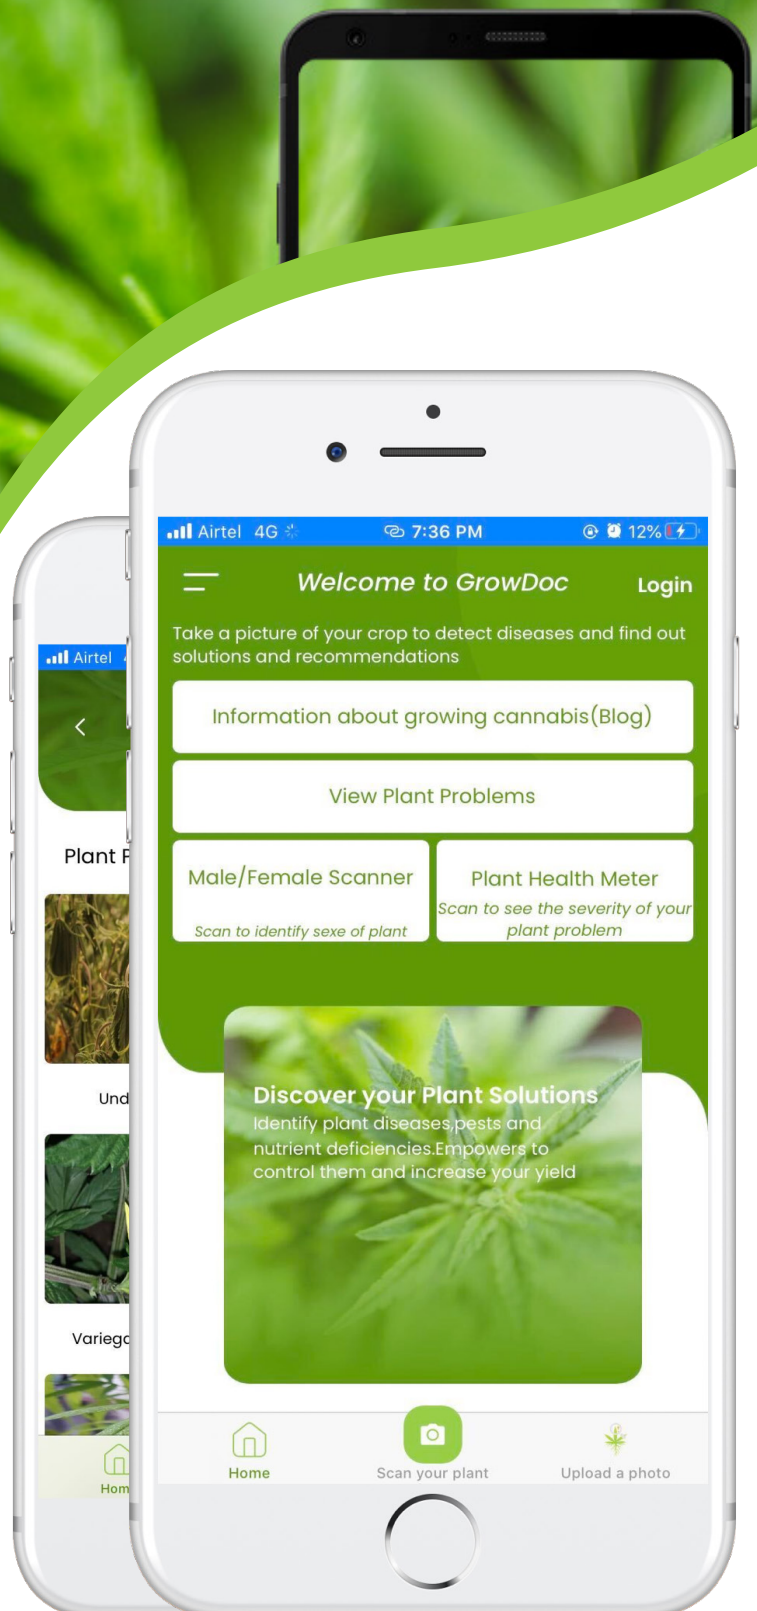 Airtel 4G 7:36 PM 12%
Welcome to GrowDoc
Login
Take a picture of your crop to detect diseases and find out
solutions and recommendations
Information about growing cannabis(Blog)
View Plant Problems
Male/Female Scanner
Scan to identify sexe of plant
Plant Health Meter
Scan to see the severity of your
plant problem
Discover your Plant Solutions
Identify plant diseases,pests and
nutrient deficiencies.Empowers to
control them and increase your yield
Home
Scan your plant
Upload a photo
Airtel
Plant